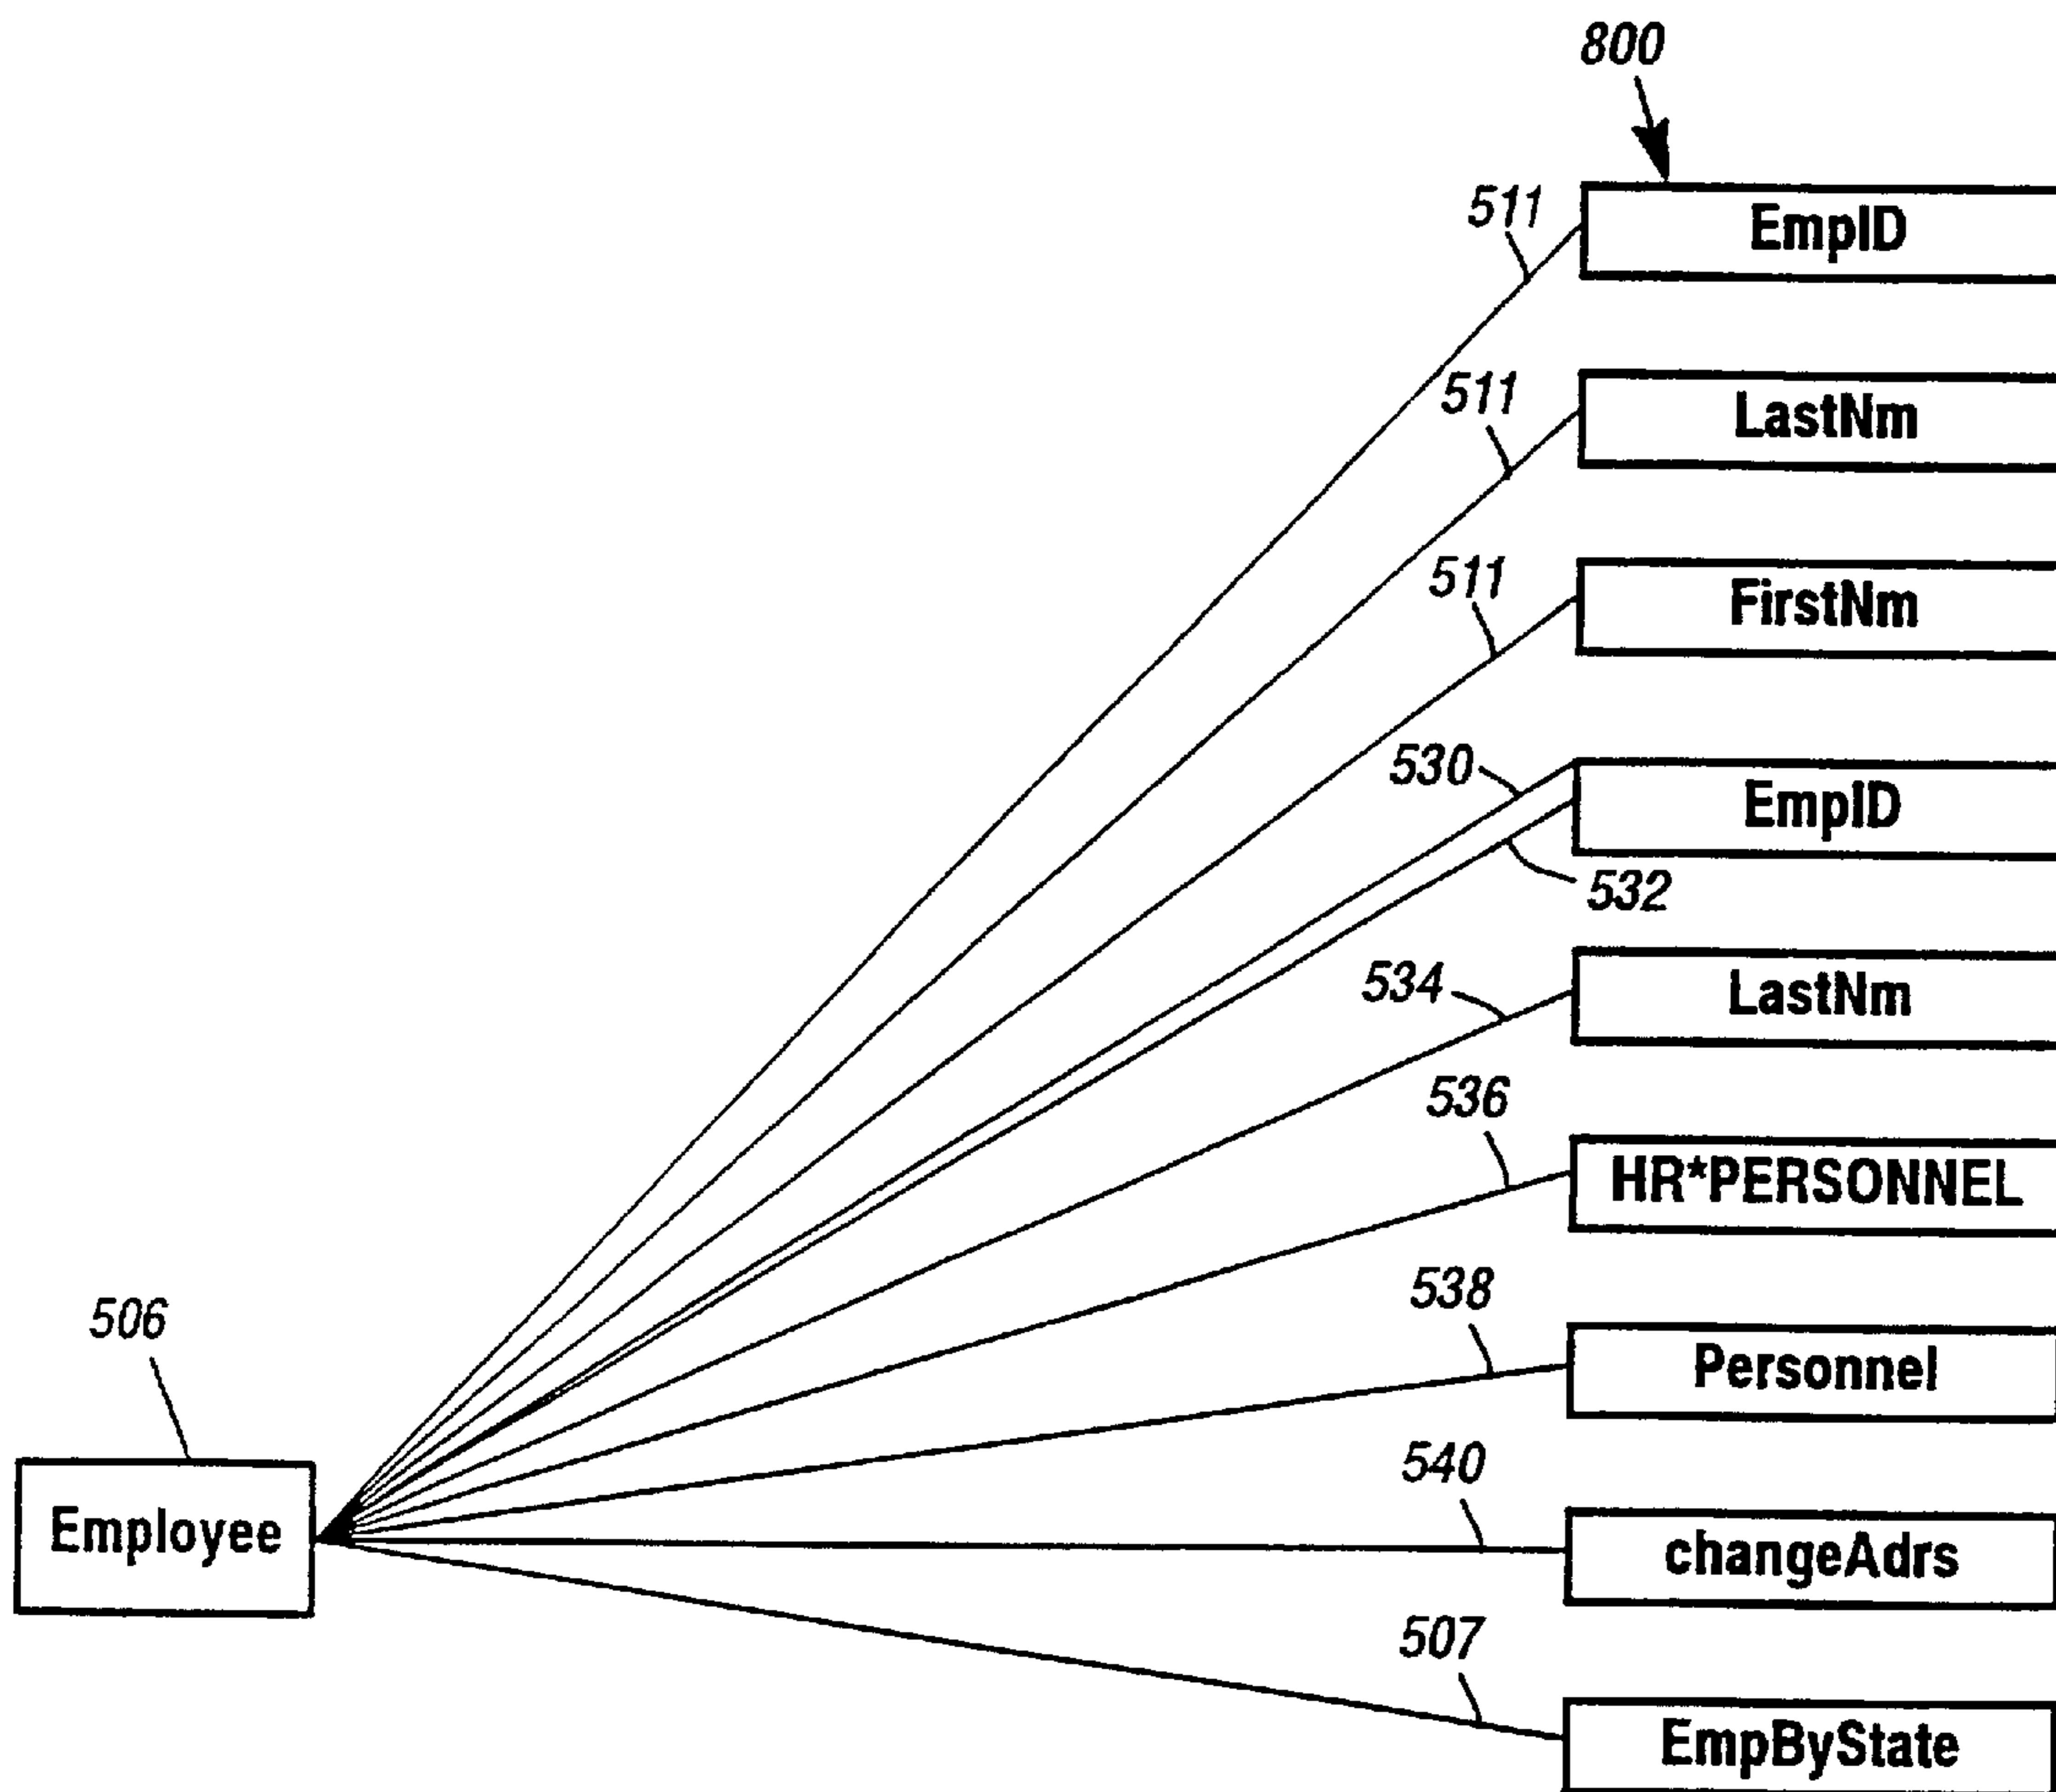 800
511
EmpID
511
LastNm
511
FirstNm
530
EmpID
532
534
LastNm
536
HR*PERSONNEL
538
Personnel
506
Employee
540
changeAdrs
507
EmpByState